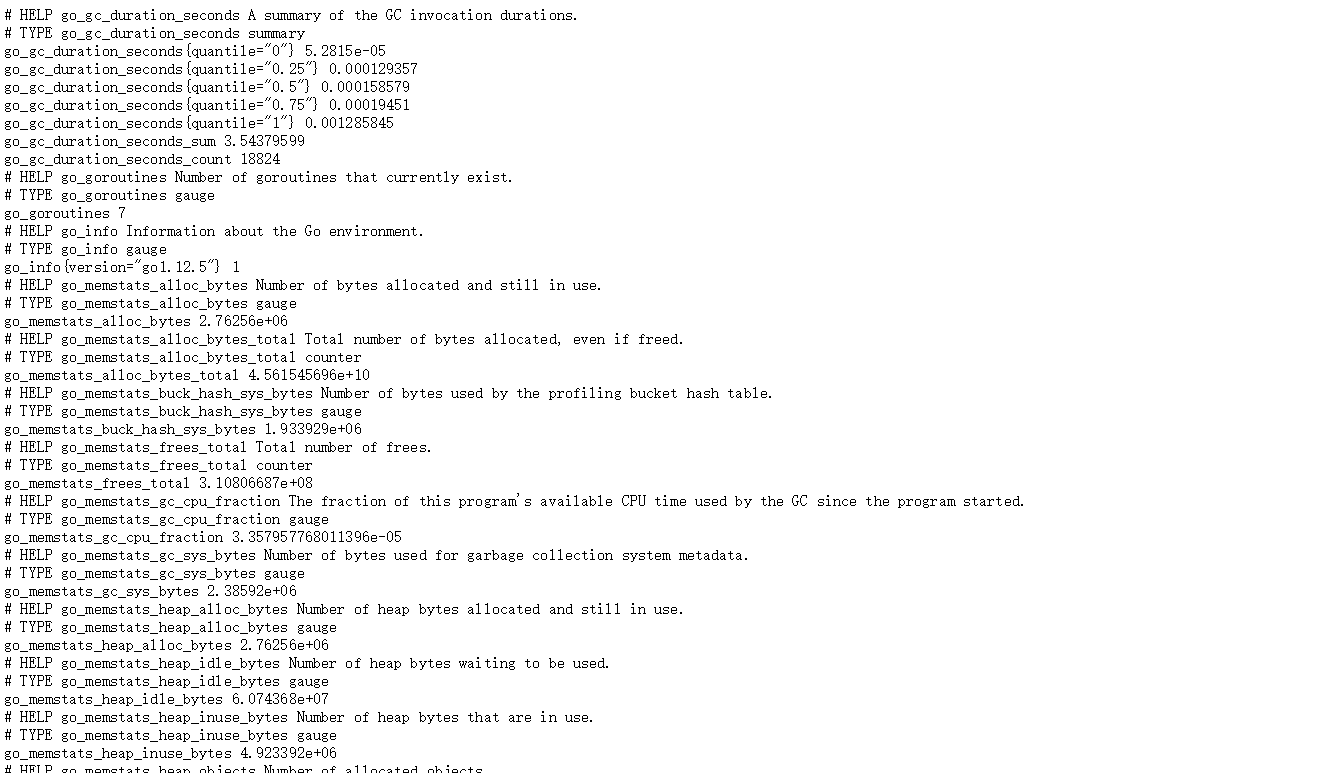 # HELP go_gc_duration_seconds A summary of the GC invocation durations.
# TYPE go_gc_duration_seconds summary
go_gc_duration_seconds{quantile="0"} 5.2815e-05
go_gc_duration_seconds{quantile="0.25"} 0.000129357
go_gc_duration_seconds{quantile="0.5"} 0.000158579
go_gc_duration_seconds{quantile="0.75"} 0.00019451
go_gc_duration_seconds{quantile="1"} 0.001285845
go_gc_duration_seconds_sum 3.54379599
go_gc_duration_seconds_count 18824
# HELP go_goroutines Number of goroutines that currently exist.
# TYPE go_goroutines gauge
go_goroutines 7
# HELP go_info Information about the Go environment.
# TYPE go_info gauge
go_info{version="go1.12.5"} 1
# HELP go_memstats_alloc_bytes Number of bytes allocated and still in use.
# TYPE go_memstats_alloc_bytes gauge
go_memstats_alloc_bytes 2.76256e+06
# HELP go_memstats_alloc_bytes_total Total number of bytes allocated, even if freed.
# TYPE go_memstats_alloc_bytes_total counter
go_memstats_alloc_bytes_total 4.561545696e+10
# HELP go_memstats_buck_hash_sys_bytes Number of bytes used by the profiling bucket hash table.
# TYPE go_memstats_buck_hash_sys_bytes gauge
go_memstats_buck_hash_sys_bytes 1.933929e+06
# HELP go_memstats_frees_total Total number of frees.
# TYPE go_memstats_frees_total counter
go_memstats_frees_total 3.10806687e+08
# HELP go_memstats_gc_cpu_fraction The fraction of this program's available CPU time used by the GC since the program started.
# TYPE go_memstats_gc_cpu_fraction gauge
go_memstats_gc_cpu_fraction 3.357957768011396e-05
# HELP go_memstats_gc_sys_bytes Number of bytes used for garbage collection system metadata.
# TYPE go_memstats_gc_sys_bytes gauge
go_memstats_gc_sys_bytes 2.38592e+06
# HELP go_memstats_heap_alloc_bytes Number of heap bytes allocated and still in use.
# TYPE go_memstats_heap_alloc_bytes gauge
go_memstats_heap_alloc_bytes 2.76256e+06
# HELP go_memstats_heap_idle_bytes Number of heap bytes waiting to be used.
# TYPE go_memstats_heap_idle_bytes gauge
go_memstats_heap_idle_bytes 6.074368e+07
# HELP go_memstats_heap_inuse_bytes Number of heap bytes that are in use.
# TYPE go_memstats_heap_inuse_bytes gauge
go_memstats_heap_inuse_bytes 4.923392e+06
# HELP go_memstats_heap_objects Number of allocated objects.